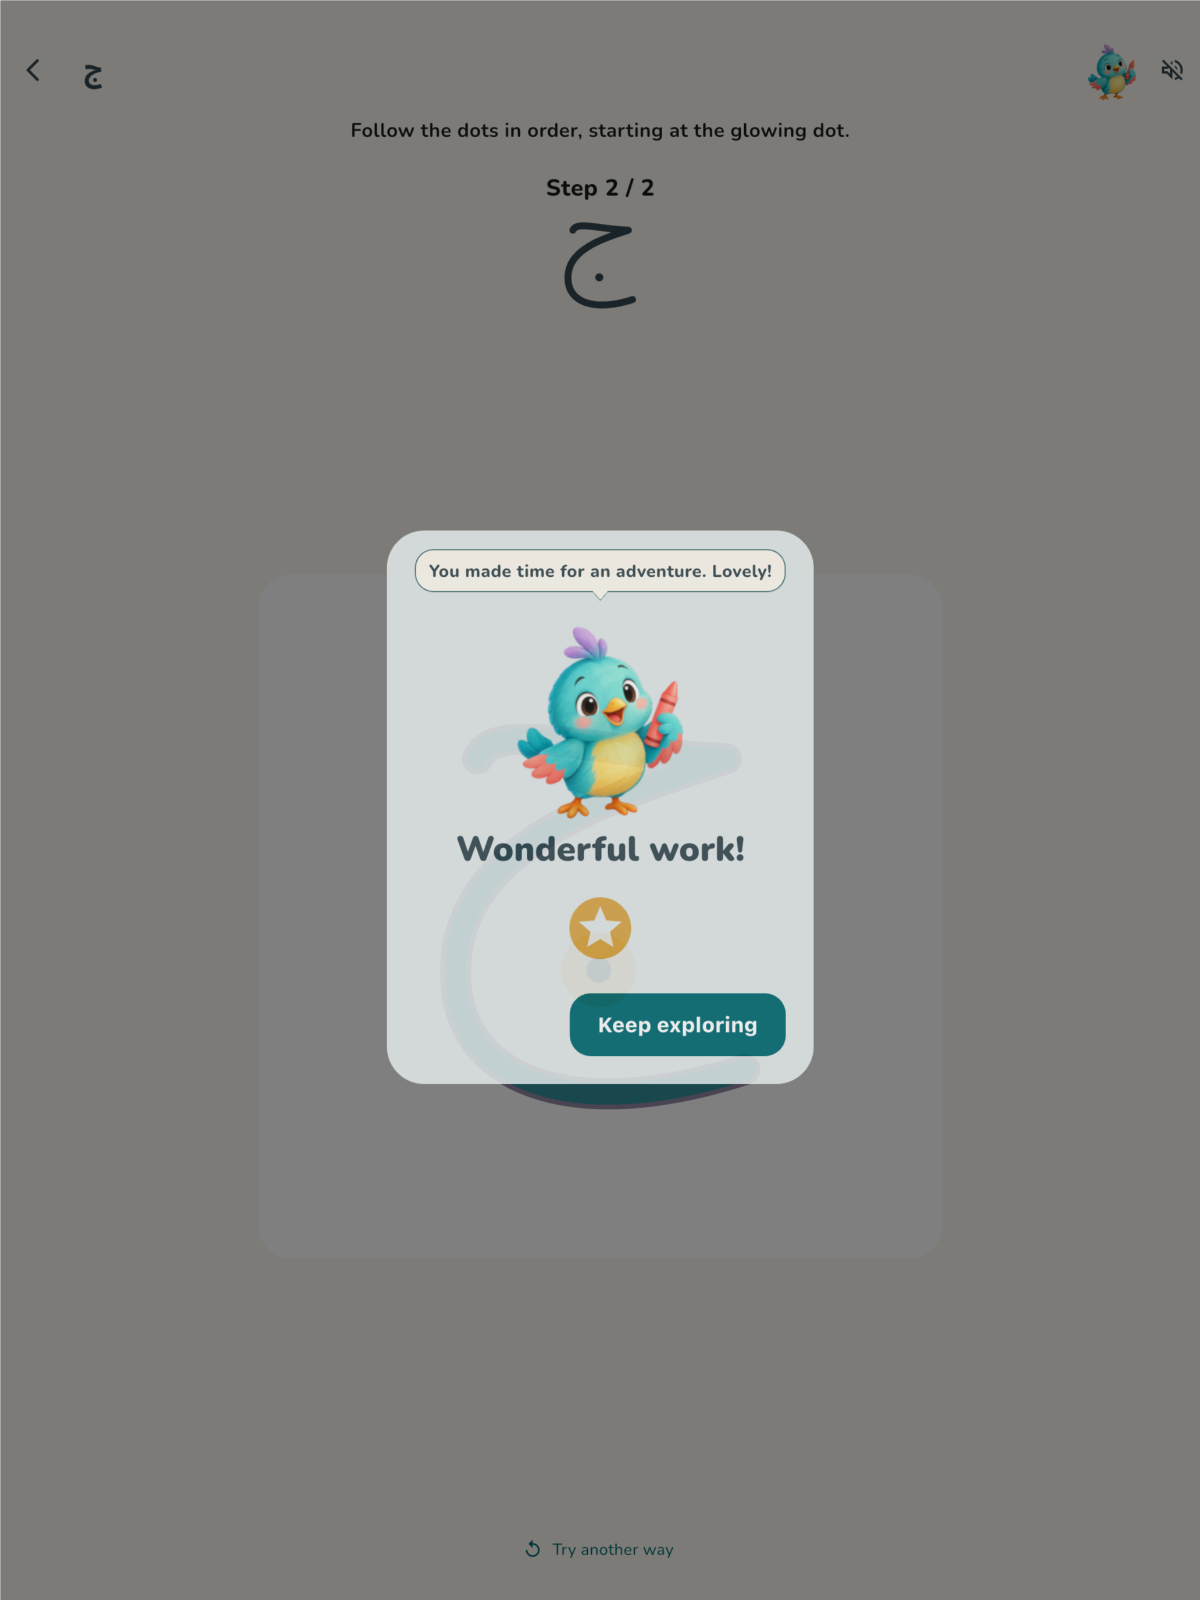 ج
Follow the dots in order, starting at the glowing dot.
Step 2 / 2
ج
You made time for an adventure. Lovely!
Wonderful work!
Keep exploring
Try another way